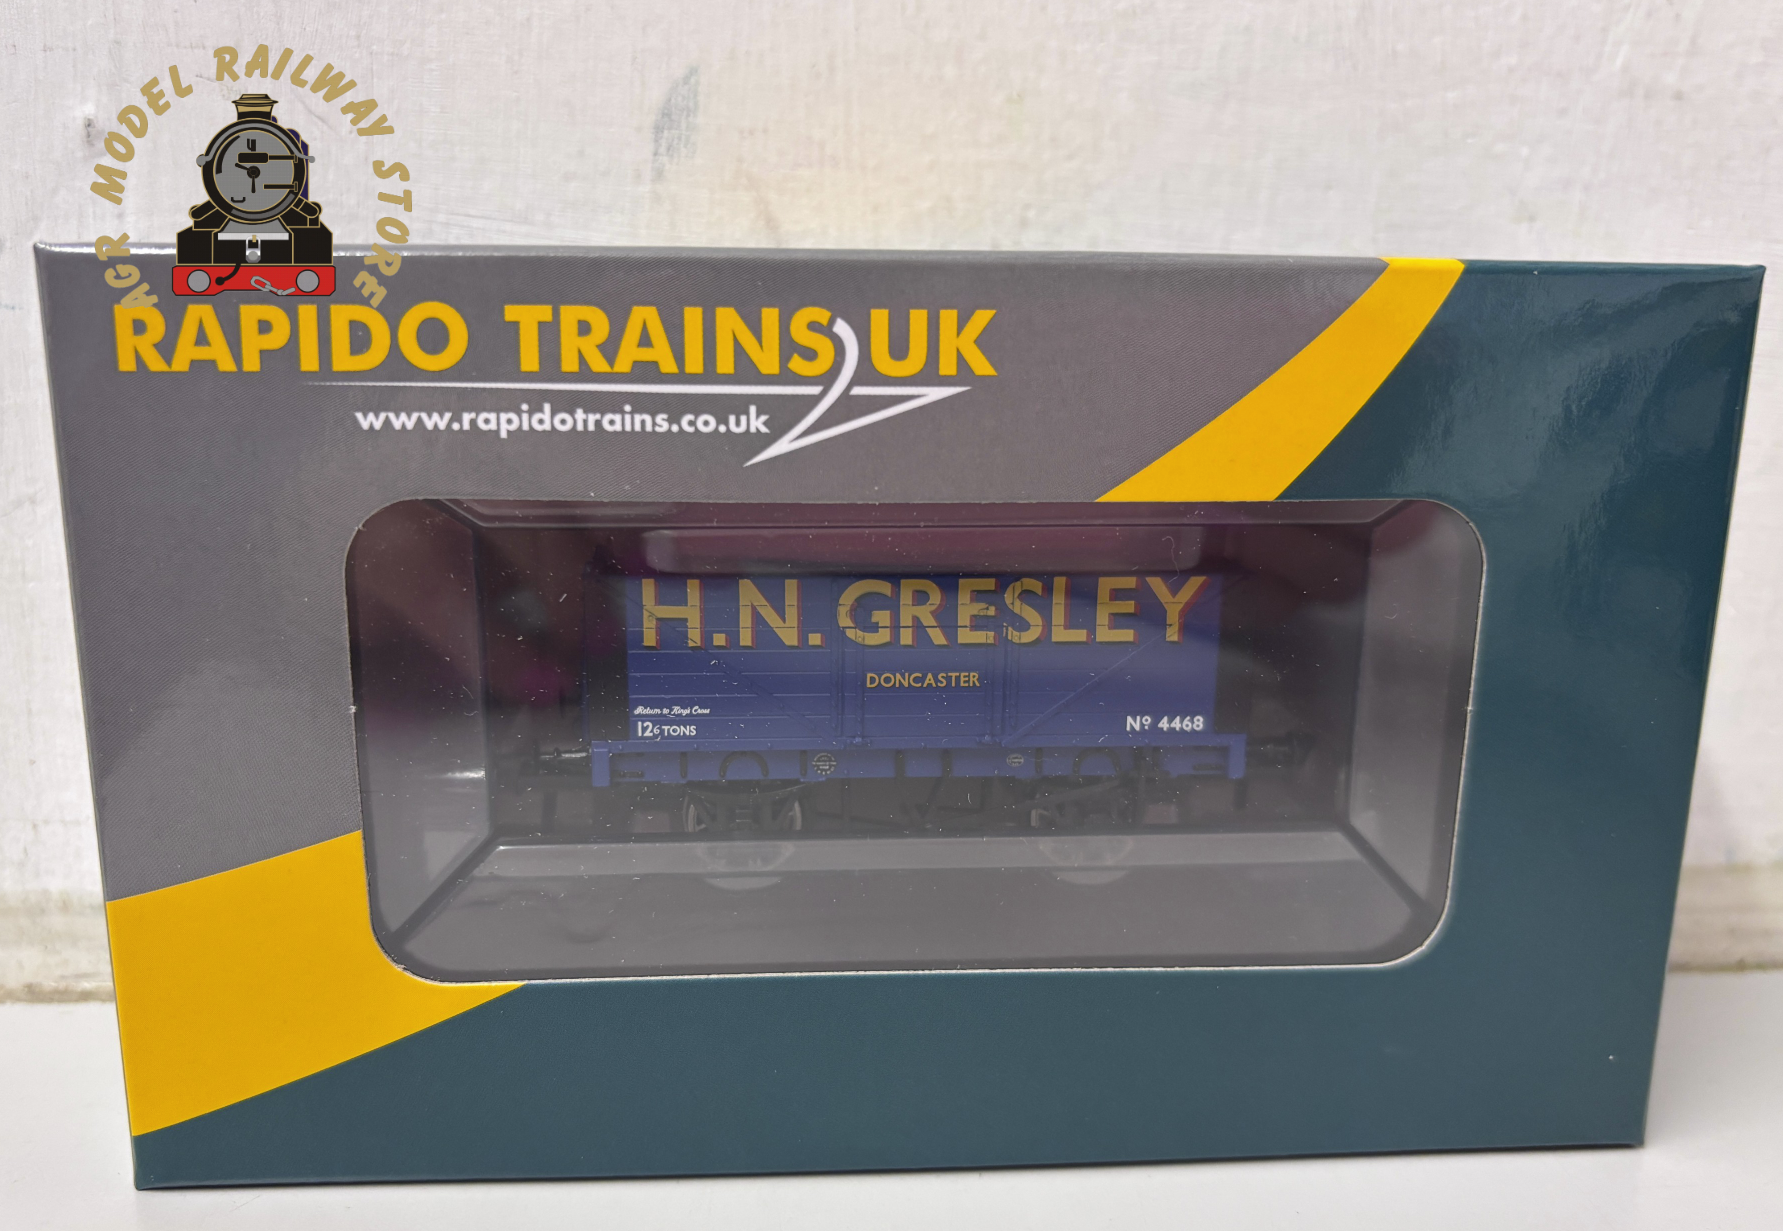 AGR MODEL RAILWAY STORE
RAPIDO TRAINS UK
www.rapidotrains.co.uk
H.N. GRESLEY
DONCASTER
Return to King's Cross
12 6 TONS
Nº 4468